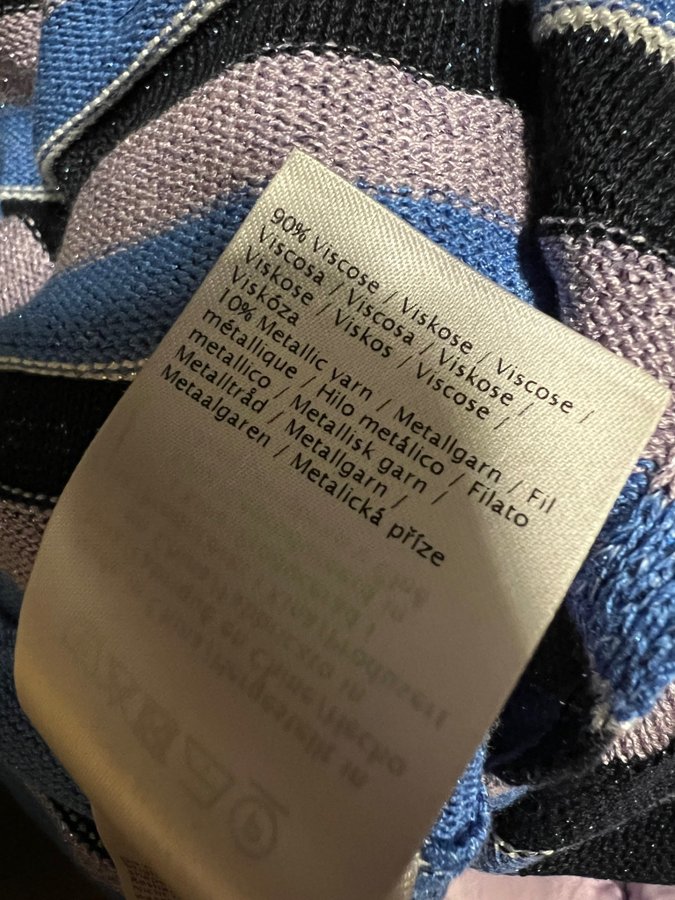 90% Viscose / Viskose / Viscose /
Viscosa / Viscosa / Viskose /
Viskose / Viskos / Viscose /
Viskóza
10% Metallic yarn / Metallgarn / Fil
métallique / Hilo metálico / Filato
metallico / Metallisk garn /
Metalltråd / Metallgarn /
Metaalgaren / Metalická příze